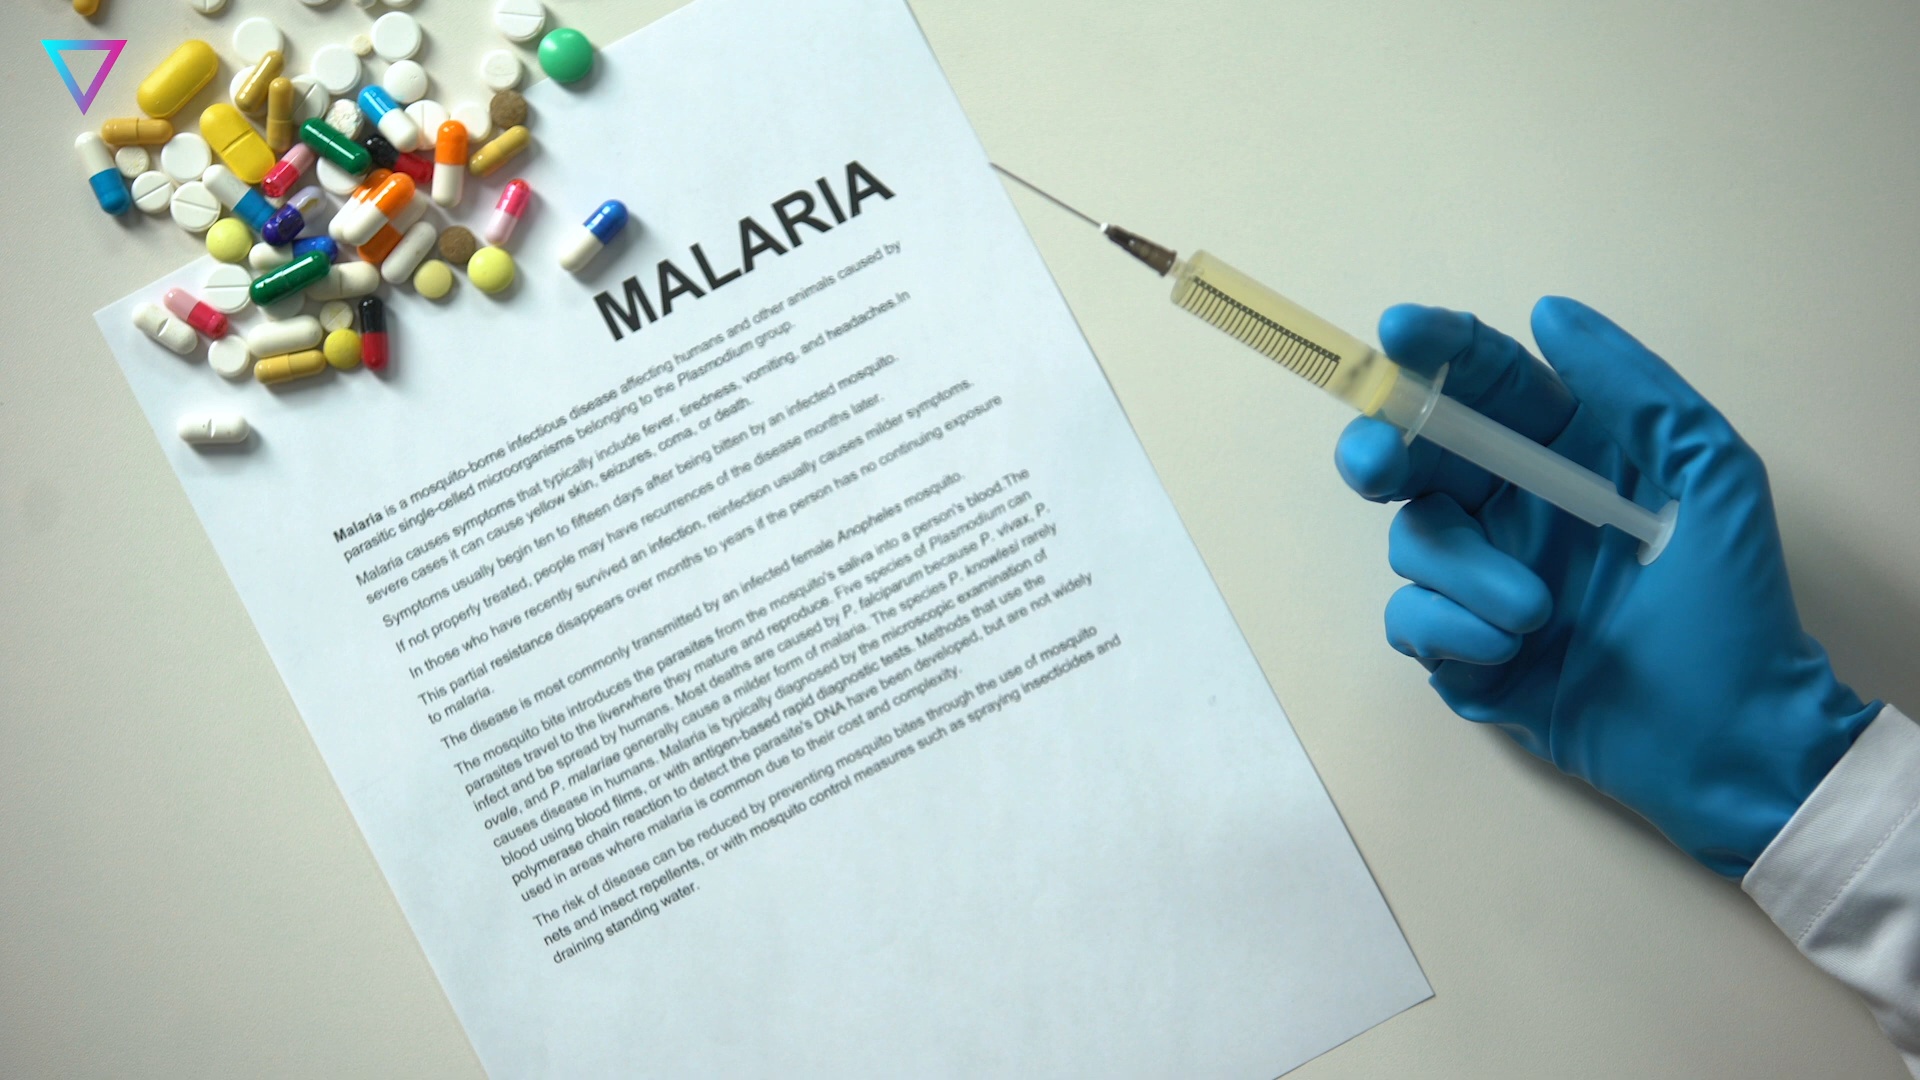 MALARIA
Malaria is a mosquito-borne infectious disease affecting humans and other animals caused by
parasitic single-celled microorganisms belonging to the Plasmodium group.
Malaria causes symptoms that typically include fever, tiredness, vomiting, and headaches.In
severe cases it can cause yellow skin, seizures, coma, or death.
Symptoms usually begin ten to fifteen days after being bitten by an infected mosquito.
If not properly treated, people may have recurrences of the disease months later.
In those who have recently survived an infection, reinfection usually causes milder symptoms.
This partial resistance disappears over months to years if the person has no continuing exposure
to malaria.
The disease is most commonly transmitted by an infected female Anopheles mosquito.
The mosquito bite introduces the parasites from the mosquito's saliva into a person's blood.The
parasites travel to the liverwhere they mature and reproduce. Five species of Plasmodium can
infect and be spread by humans. Most deaths are caused by P. falciparum because P. vivax, P.
ovale, and P. malariae generally cause a milder form of malaria. The species P. knowlesi rarely
causes disease in humans. Malaria is typically diagnosed by the microscopic examination of
blood using blood films, or with antigen-based rapid diagnostic tests. Methods that use the
polymerase chain reaction to detect the parasite's DNA have been developed, but are not widely
used in areas where malaria is common due to their cost and complexity.
The risk of disease can be reduced by preventing mosquito bites through the use of mosquito
nets and insect repellents, or with mosquito control measures such as spraying insecticides and
draining standing water.